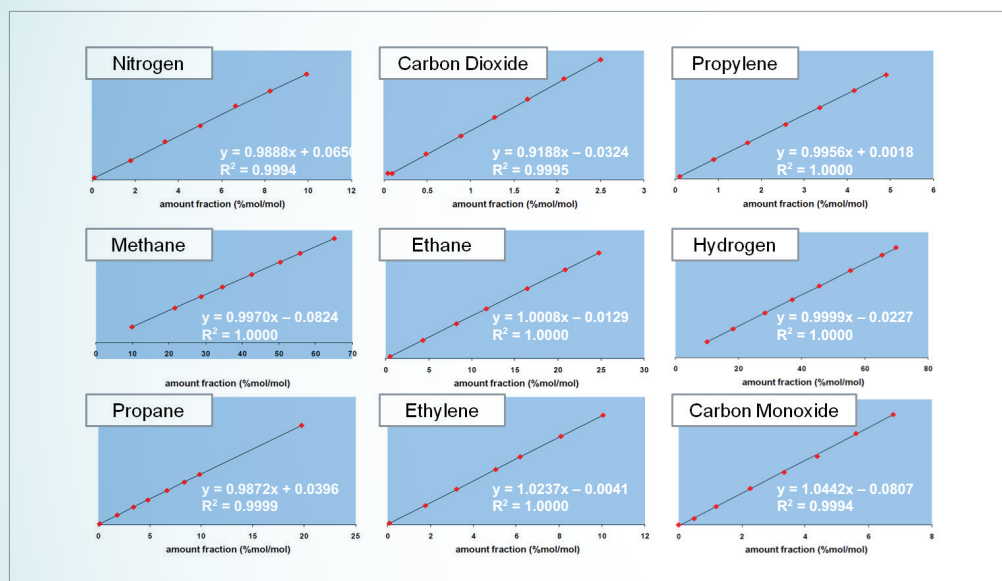 Nitrogen
y = 0.9888x + 0.0650
R² = 0.9994
0 2 4 6 8 10 12
amount fraction (%mol/mol)
Carbon Dioxide
y = 0.9188x – 0.0324
R² = 0.9995
0 0.5 1 1.5 2 2.5 3
amount fraction (%mol/mol)
Propylene
y = 0.9956x + 0.0018
R² = 1.0000
0 1 2 3 4 5 6
amount fraction (%mol/mol)
Methane
y = 0.9970x – 0.0824
R² = 1.0000
0 10 20 30 40 50 60 70
amount fraction (%mol/mol)
Ethane
y = 1.0008x – 0.0129
R² = 1.0000
0 5 10 15 20 25 30
amount fraction (%mol/mol)
Hydrogen
y = 0.9999x – 0.0227
R² = 1.0000
0 20 40 60 80
amount fraction (%mol/mol)
Propane
y = 0.9872x + 0.0396
R² = 0.9999
0 5 10 15 20 25
amount fraction (%mol/mol)
Ethylene
y = 1.0237x – 0.0041
R² = 1.0000
0 2 4 6 8 10 12
amount fraction (%mol/mol)
Carbon Monoxide
y = 1.0442x – 0.0807
R² = 0.9994
0 2 4 6 8
amount fraction (%mol/mol)